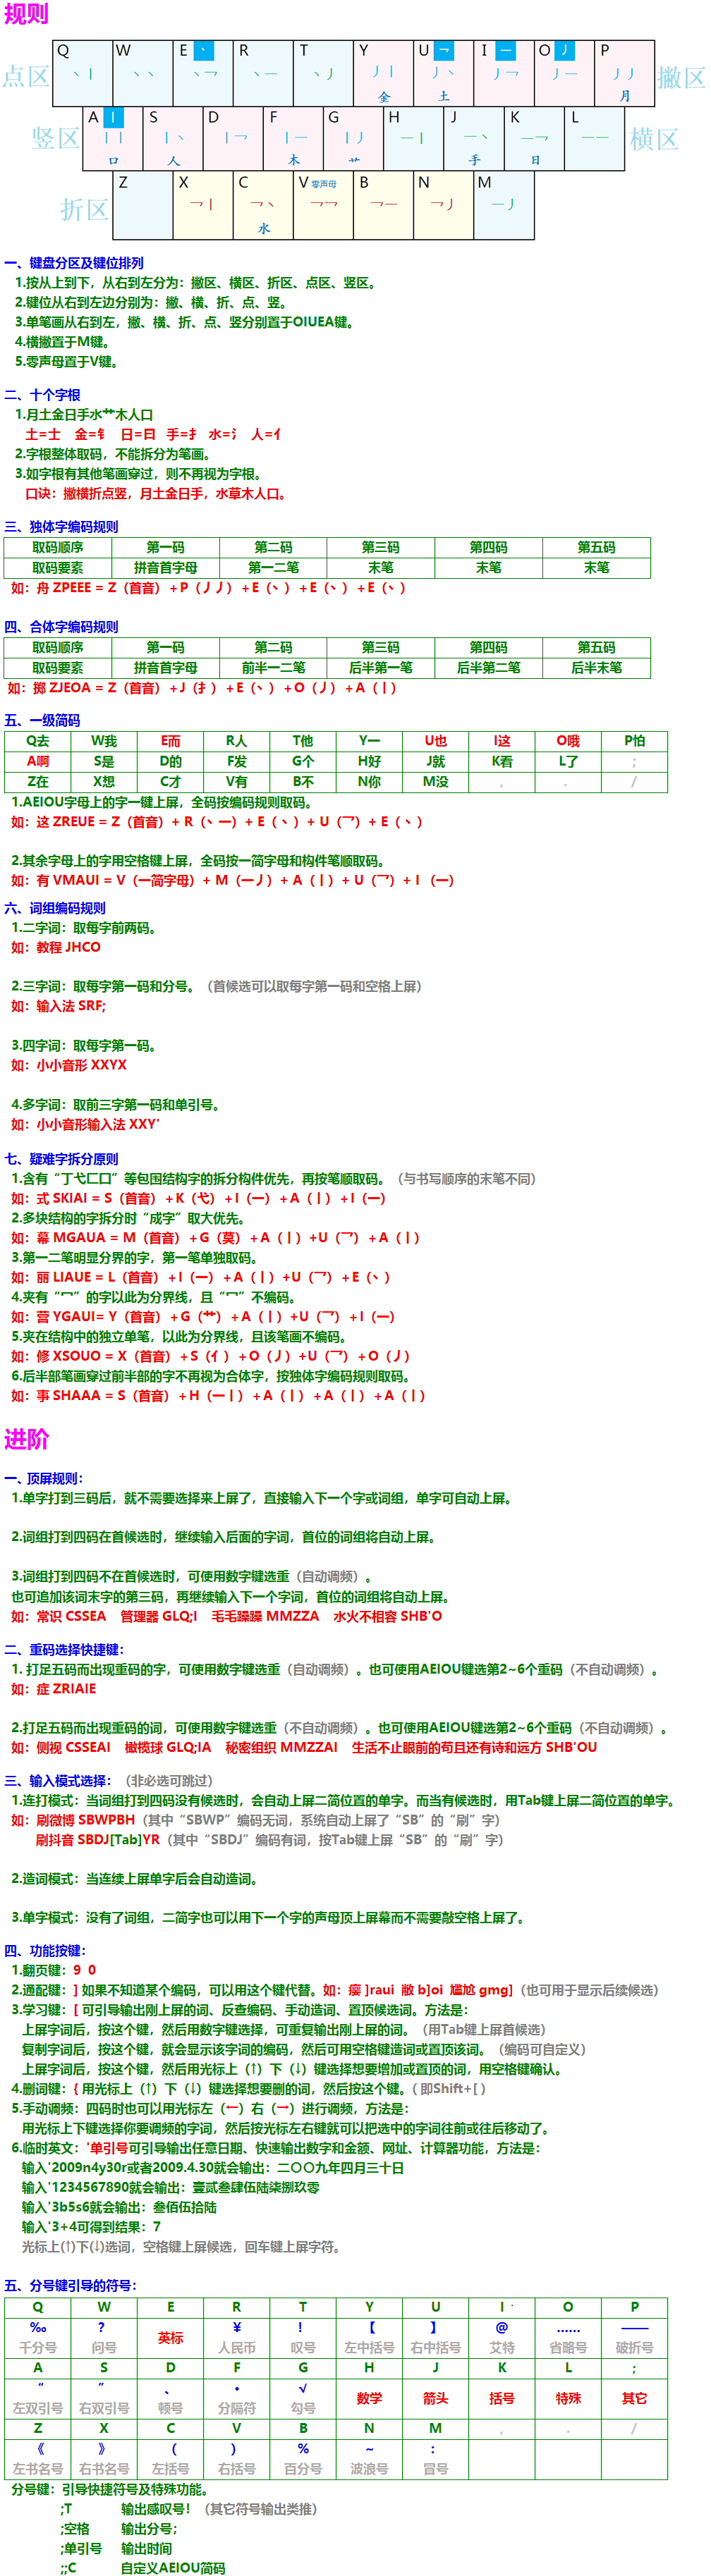 规则
Q W E 丶 R T Y U 乛 I 一 O 丿 P
点区 丶丨 丶丶 丶乛 丶一 丶丿 丿丨 丿丶 丿乛 丿一 丿丿 撇区
金 土 月
A 丨 S D F G H J K L
竖区 丨丨 丨丶 丨乛 丨一 丨丿 一丨 一丶 一乛 一一 横区
口 人 木 艹 手 日
Z X C V 零声母 B N M
折区 乛丨 乛丶 乛乛 乛一 乛丿 一丿
水
一、键盘分区及键位排列
1.按从上到下，从右到左分为：撇区、横区、折区、点区、竖区。
2.键位从右到左边分别为：撇、横、折、点、竖。
3.单笔画从右到左，撇、横、折、点、竖分别置于OIUEA键。
4.横撇置于M键。
5.零声母置于V键。
二、十个字根
1.月土金日手水艹木人口
土=士 金=钅 日=曰 手=扌 水=氵 人=亻
2.字根整体取码，不能拆分为笔画。
3.如字根有其他笔画穿过，则不再视为字根。
口诀：撇横折点竖，月土金日手，水草木人口。
三、独体字编码规则
取码顺序 第一码 第二码 第三码 第四码 第五码
取码要素 拼音首字母 第一二笔 末笔 末笔 末笔
如：舟 ZPEEE = Z（首音）+P（丿丿）+E（丶）+E（丶）+E（丶）
四、合体字编码规则
取码顺序 第一码 第二码 第三码 第四码 第五码
取码要素 拼音首字母 前半一二笔 后半第一笔 后半第二笔 后半末笔
如：掷 ZJEOA = Z（首音）+J（扌）+E（丶）+O（丿）+A（丨）
五、一级简码
Q去 W我 E而 R人 T他 Y一 U也 I这 O哦 P怕
A啊 S是 D的 F发 G个 H好 J就 K看 L了 ;
Z在 X想 C才 V有 B不 N你 M没 , . /
1.AEIOU字母上的字一键上屏，全码按编码规则取码。
如：这 ZREUE = Z（首音）+ R（丶一）+ E（丶）+ U（乛）+ E（丶）
2.其余字母上的字用空格键上屏，全码按一简字母和构件笔顺取码。
如：有 VMAUI = V（一简字母）+ M（一丿）+ A（丨）+ U（乛）+ I （一）
六、词组编码规则
1.二字词：取每字前两码。
如：教程 JHCO
2.三字词：取每字第一码和分号。（首候选可以取每字第一码和空格上屏）
如：输入法 SRF;
3.四字词：取每字第一码。
如：小小音形 XXYX
4.多字词：取前三字第一码和单引号。
如：小小音形输入法 XXY'
七、疑难字拆分原则
1.含有“丁弋匚囗”等包围结构字的拆分构件优先，再按笔顺取码。（与书写顺序的末笔不同）
如：式 SKIAI = S（首音）+K（弋）+I（一）+A（丨）+I（一）
2.多块结构的字拆分时“成字”取大优先。
如：幕 MGAUA = M（首音）+G（莫）+A（丨）+U（乛）+A（丨）
3.第一二笔明显分界的字，第一笔单独取码。
如：丽 LIAUE = L（首音）+I（一）+A（丨）+U（乛）+E（丶）
4.夹有“冖”的字以此为分界线，且“冖”不编码。
如：营 YGAUI= Y（首音）+G（艹）+A（丨）+U（乛）+I（一）
5.夹在结构中的独立单笔，以此为分界线，且该笔画不编码。
如：修 XSOUO = X（首音）+S（亻）+O（丿）+U（乛）+O（丿）
6.后半部笔画穿过前半部的字不再视为合体字，按独体字编码规则取码。
如：事 SHAAA = S（首音）+H（一丨）+A（丨）+A（丨）+A（丨）
进阶
一、顶屏规则：
1.单字打到三码后，就不需要选择来上屏了，直接输入下一个字或词组，单字可自动上屏。
2.词组打到四码在首候选时，继续输入后面的字词，首位的词组将自动上屏。
3.词组打到四码不在首候选时，可使用数字键选重（自动调频）。
也可追加该词末字的第三码，再继续输入下一个字词，首位的词组将自动上屏。
如：常识 CSSEA 管理器 GLQ;I 毛毛躁躁 MMZZA 水火不相容 SHB'O
二、重码选择快捷键：
1. 打足五码而出现重码的字，可使用数字键选重（自动调频）。也可使用AEIOU键选第2~6个重码（不自动调频）。
如：症 ZRIAIE
2.打足五码而出现重码的词，可使用数字键选重（不自动调频）。也可使用AEIOU键选第2~6个重码（不自动调频）。
如：侧视 CSSEAI 橄榄球 GLQ;IA 秘密组织 MMZZAI 生活不止眼前的苟且还有诗和远方 SHB'OU
三、输入模式选择：（非必选可跳过）
1.连打模式：当词组打到四码没有候选时，会自动上屏二简位置的单字。而当有候选时，用Tab键上屏二简位置的单字。
如：刷微博 SBWPBH（其中“SBWP”编码无词，系统自动上屏了“SB”的“刷”字）
刷抖音 SBDJ[Tab]YR（其中“SBDJ”编码有词，按Tab键上屏“SB”的“刷”字）
2.造词模式：当连续上屏单字后会自动造词。
3.单字模式：没有了词组，二简字也可以用下一个字的声母顶上屏幕而不需要敲空格上屏了。
四、功能按键：
1.翻页键：9 0
2.通配键：] 如果不知道某个编码，可以用这个键代替。如：瘿 ]raui 敝 b]oi 尴尬 gmg]（也可用于显示后续候选）
3.学习键：[ 可引导输出刚上屏的词、反查编码、手动造词、置顶候选词。方法是：
上屏字词后，按这个键，然后用数字键选择，可重复输出刚上屏的词。（用Tab键上屏首候选）
复制字词后，按这个键，就会显示该字词的编码，然后可用空格键造词或置顶该词。（编码可自定义）
上屏字词后，按这个键，然后用光标上（↑）下（↓）键选择想要增加或置顶的词，用空格键确认。
4.删词键：{ 用光标上（↑）下（↓）键选择想要删的词，然后按这个键。（ 即Shift+[ ）
5.手动调频：四码时也可以用光标左（←）右（→）进行调频，方法是：
用光标上下键选择你要调频的字词，然后按光标左右键就可以把选中的字词往前或往后移动了。
6.临时英文：'单引号可引导输出任意日期、快速输出数字和金额、网址、计算器功能，方法是：
输入'2009n4y30r或者2009.4.30就会输出：二〇〇九年四月三十日
输入'1234567890就会输出：壹贰叁肆伍陆柒捌玖零
输入'3b5s6就会输出：叁佰伍拾陆
输入'3+4可得到结果：7
光标上(↑)下(↓)选词，空格键上屏候选，回车键上屏字符。
五、分号键引导的符号：
Q W E R T Y U I O P
‰ ? 英标 ¥ ！ 【 】 @ …… ——
千分号 问号 人民币 叹号 左中括号 右中括号 艾特 省略号 破折号
A S D F G H J K L ;
“ ” 、 · √ 数学 箭头 括号 特殊 其它
左双引号 右双引号 顿号 分隔符 勾号
Z X C V B N M , . /
《 》 （ ） % ~ ：
左书名号 右书名号 左括号 右括号 百分号 波浪号 冒号
分号键：引导快捷符号及特殊功能。
;T 输出感叹号！（其它符号输出类推）
;空格 输出分号；
;单引号 输出时间
;;C 自定义AEIOU简码